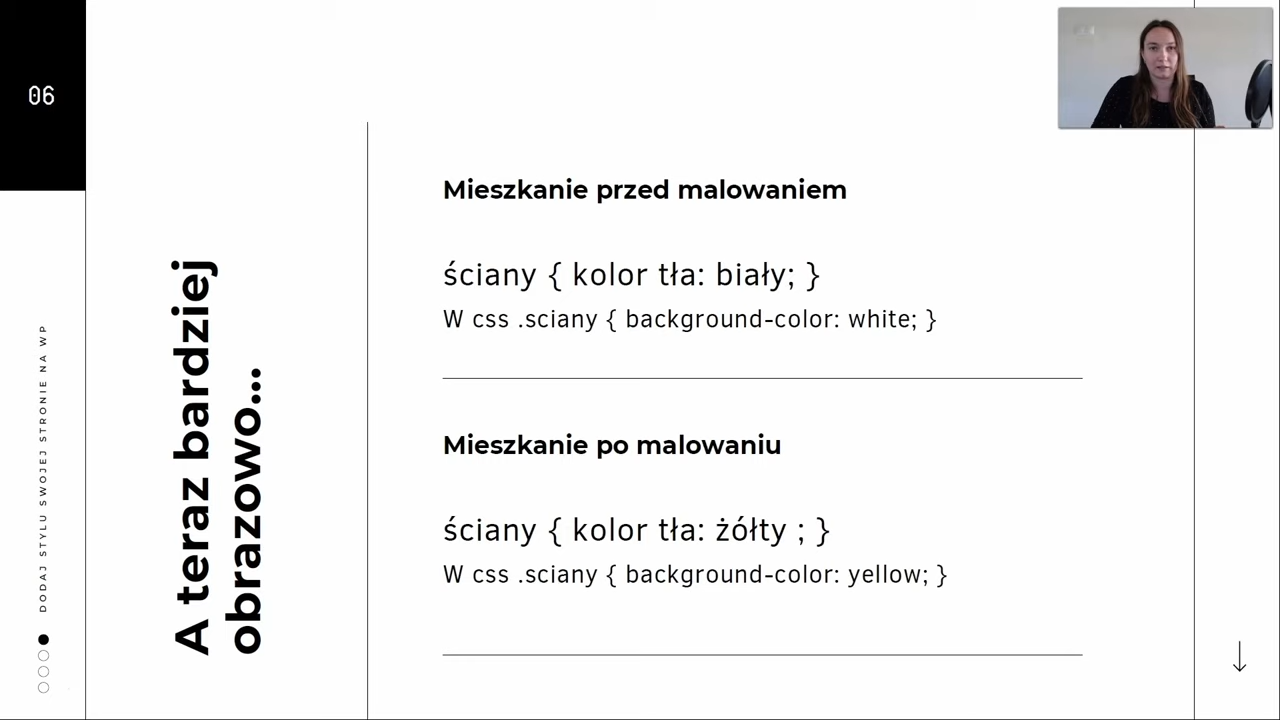 06
DODAJ STYLU SWOJEJ STRONIE NA WP
A teraz bardziej
obrazowo...
Mieszkanie przed malowaniem
ściany { kolor tła: biały; }
W css .sciany { background-color: white; }
Mieszkanie po malowaniu
ściany { kolor tła: żółty ; }
W css .sciany { background-color: yellow; }